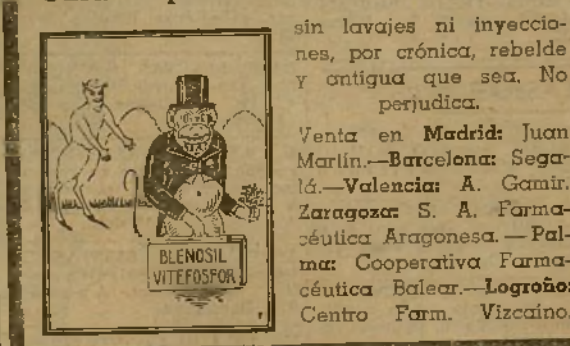 sin lavajes ni inyeccio-
nes, por crónica, rebelde
y antigua que sea. No
perjudica.
Venta en Madrid: Juan
Martín.—Barcelona: Sega-
lá.—Valencia: A. Gamir.
Zaragoza: S. A. Farma-
céutica Aragonesa. — Pal-
ma: Cooperativa Farma-
céutica Balear.—Logroño:
Centro Farm. Vizcaíno.
BLENOSIL
VITEFOSFOR